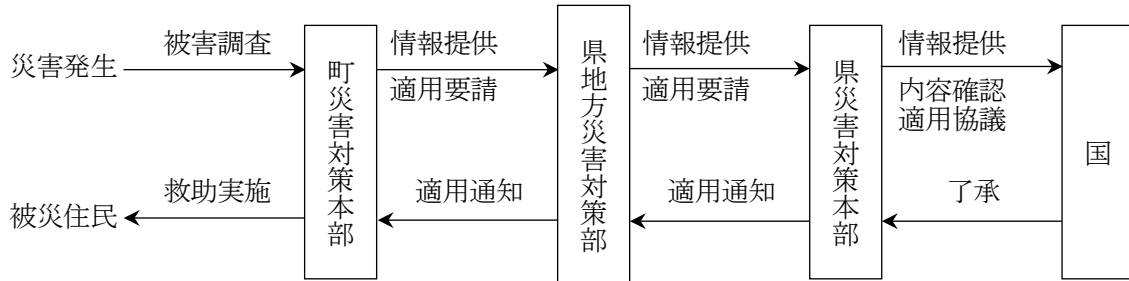 災害発生
被害調査
町災害対策本部
情報提供
適用要請
県地方災害対策部
情報提供
適用要請
県災害対策本部
情報提供
内容確認
適用協議
国
了承
適用通知
適用通知
救助実施
被災住民